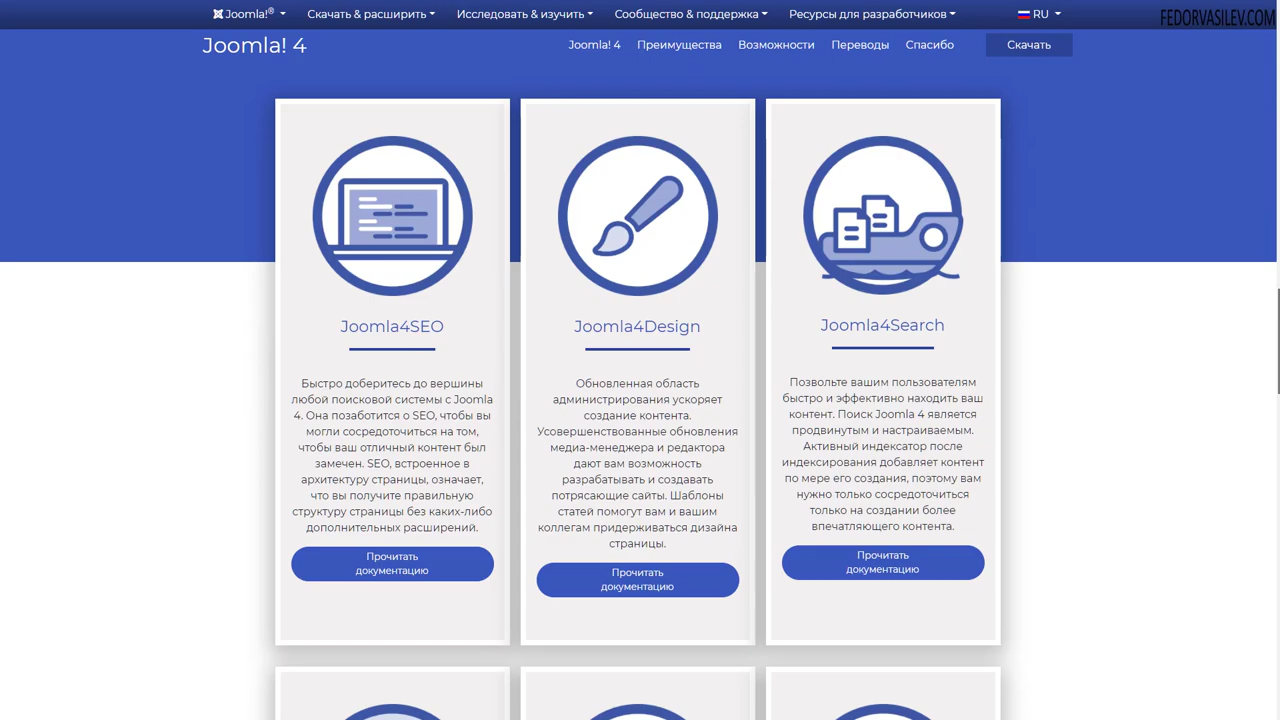 Joomla!® Скачать & расширить Исследовать & изучить Сообщество & поддержка Ресурсы для разработчиков RU
FEDORVASILEV.COM
Joomla! 4 Joomla! 4 Преимущества Возможности Переводы Спасибо Скачать
Joomla4SEO
Быстро доберитесь до вершины
любой поисковой системы с Joomla
4. Она позаботится о SEO, чтобы вы
могли сосредоточиться на том,
чтобы ваш отличный контент был
замечен. SEO, встроенное в
архитектуру страницы, означает,
что вы получите правильную
структуру страницы без каких-либо
дополнительных расширений.
Прочитать
документацию
Joomla4Design
Обновленная область
администрирования ускоряет
создание контента.
Усовершенствованные обновления
медиа-менеджера и редактора
дают вам возможность
разрабатывать и создавать
потрясающие сайты. Шаблоны
статей помогут вам и вашим
коллегам придерживаться дизайна
страницы.
Прочитать
документацию
Joomla4Search
Позвольте вашим пользователям
быстро и эффективно находить ваш
контент. Поиск Joomla 4 является
продвинутым и настраиваемым.
Активный индексатор после
индексирования добавляет контент
по мере его создания, поэтому вам
нужно только сосредоточиться
только на создании более
впечатляющего контента.
Прочитать
документацию